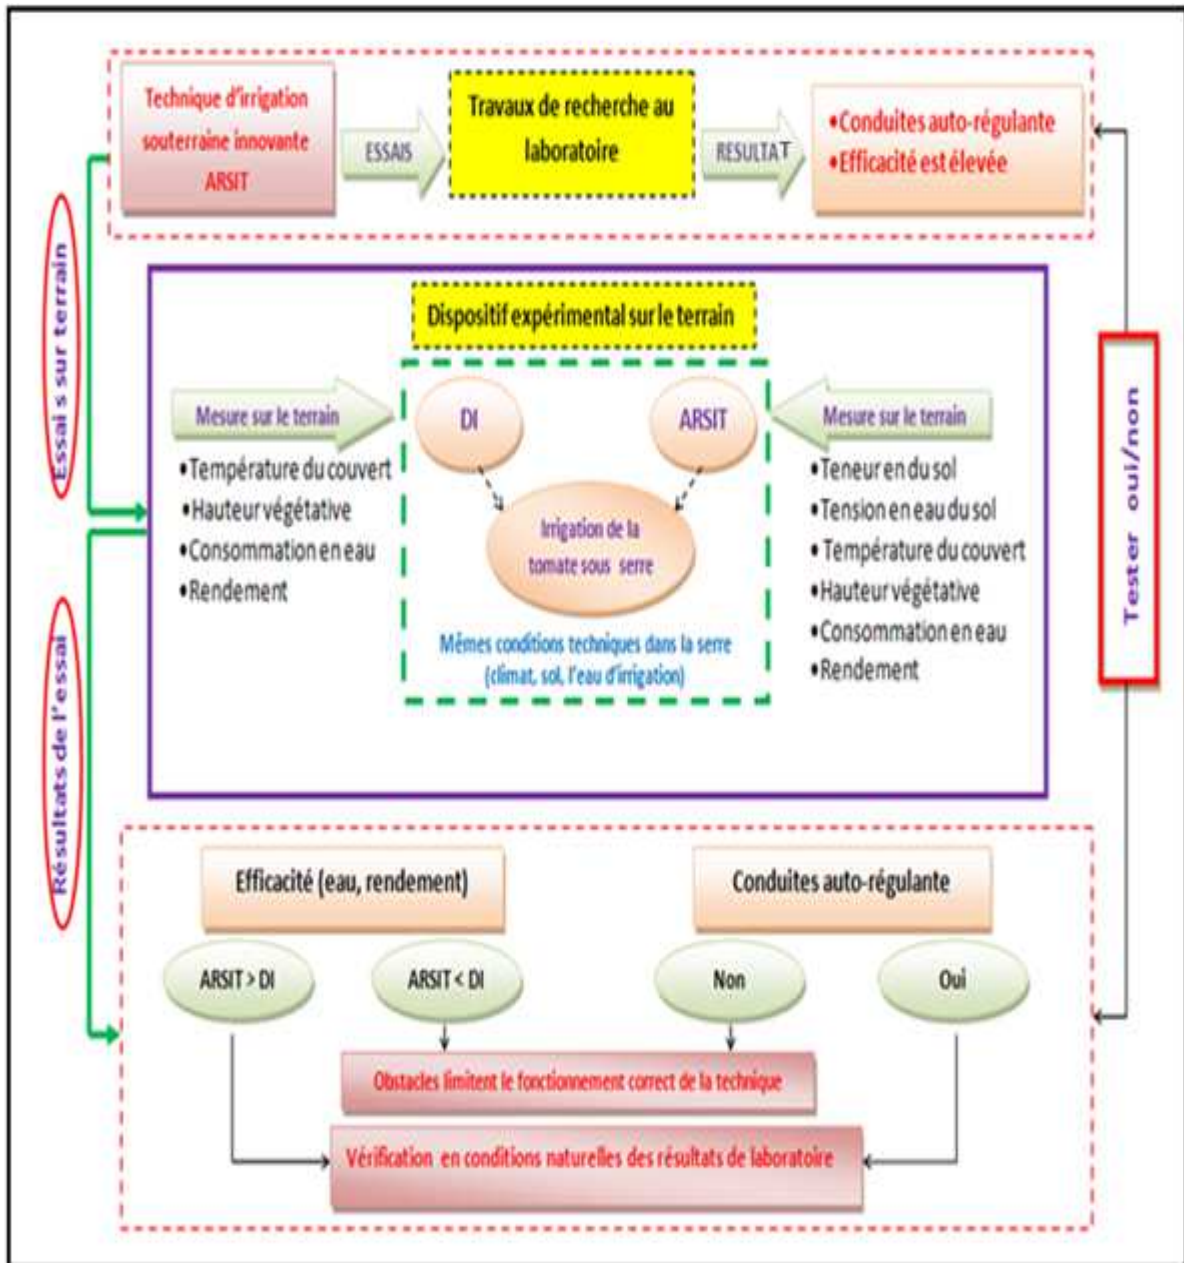 Technique d'irrigation
souterraine innovante
ARSIT
ESSAIS
Travaux de recherche au
laboratoire
RESULTAT
•Conduites auto-régulante
•Efficacité est élevée
Essai s sur terrain
Dispositif expérimental sur le terrain
Mesure sur le terrain
•Température du couvert
•Hauteur végétative
•Consommation en eau
•Rendement
DI
ARSIT
Irrigation de la
tomate sous serre
Mêmes conditions techniques dans la serre
(climat, sol, l'eau d'irrigation)
Mesure sur le terrain
•Teneur en du sol
•Tension en eau du sol
•Température du couvert
•Hauteur végétative
•Consommation en eau
•Rendement
Tester oui/non
Résultats de l'essai
Efficacité (eau, rendement)
Conduites auto-régulante
ARSIT > DI
ARSIT < DI
Non
Oui
Obstacles limitent le fonctionnement correct de la technique
Vérification en conditions naturelles des résultats de laboratoire